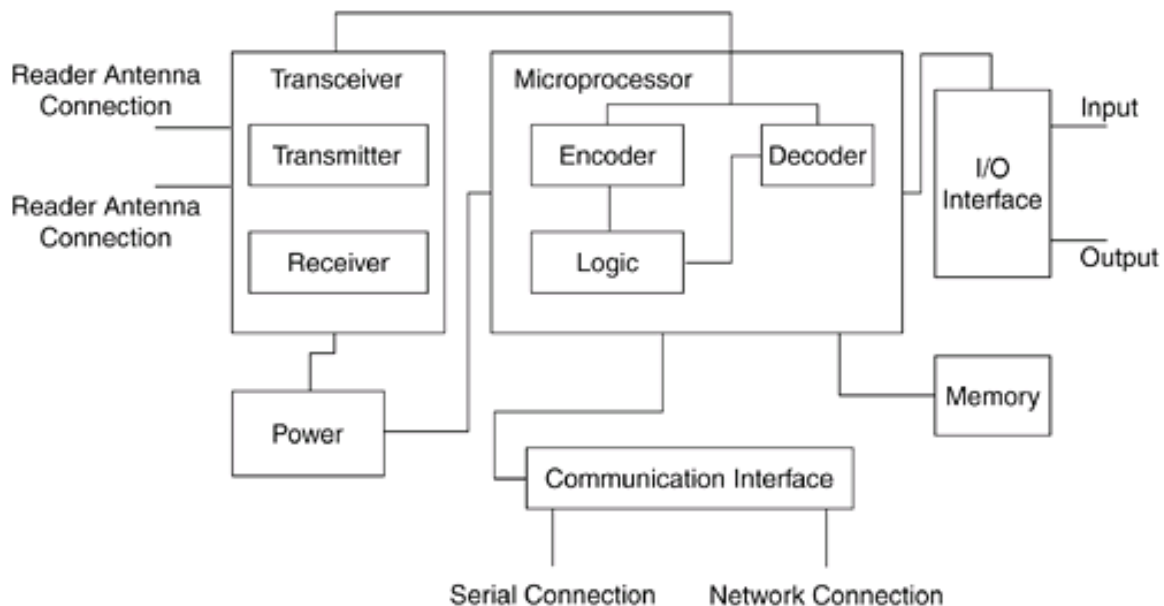 Reader Antenna
Connection
Reader Antenna
Connection
Transceiver
Transmitter
Receiver
Power
Microprocessor
Encoder
Decoder
Logic
I/O
Interface
Input
Output
Memory
Communication Interface
Serial Connection
Network Connection